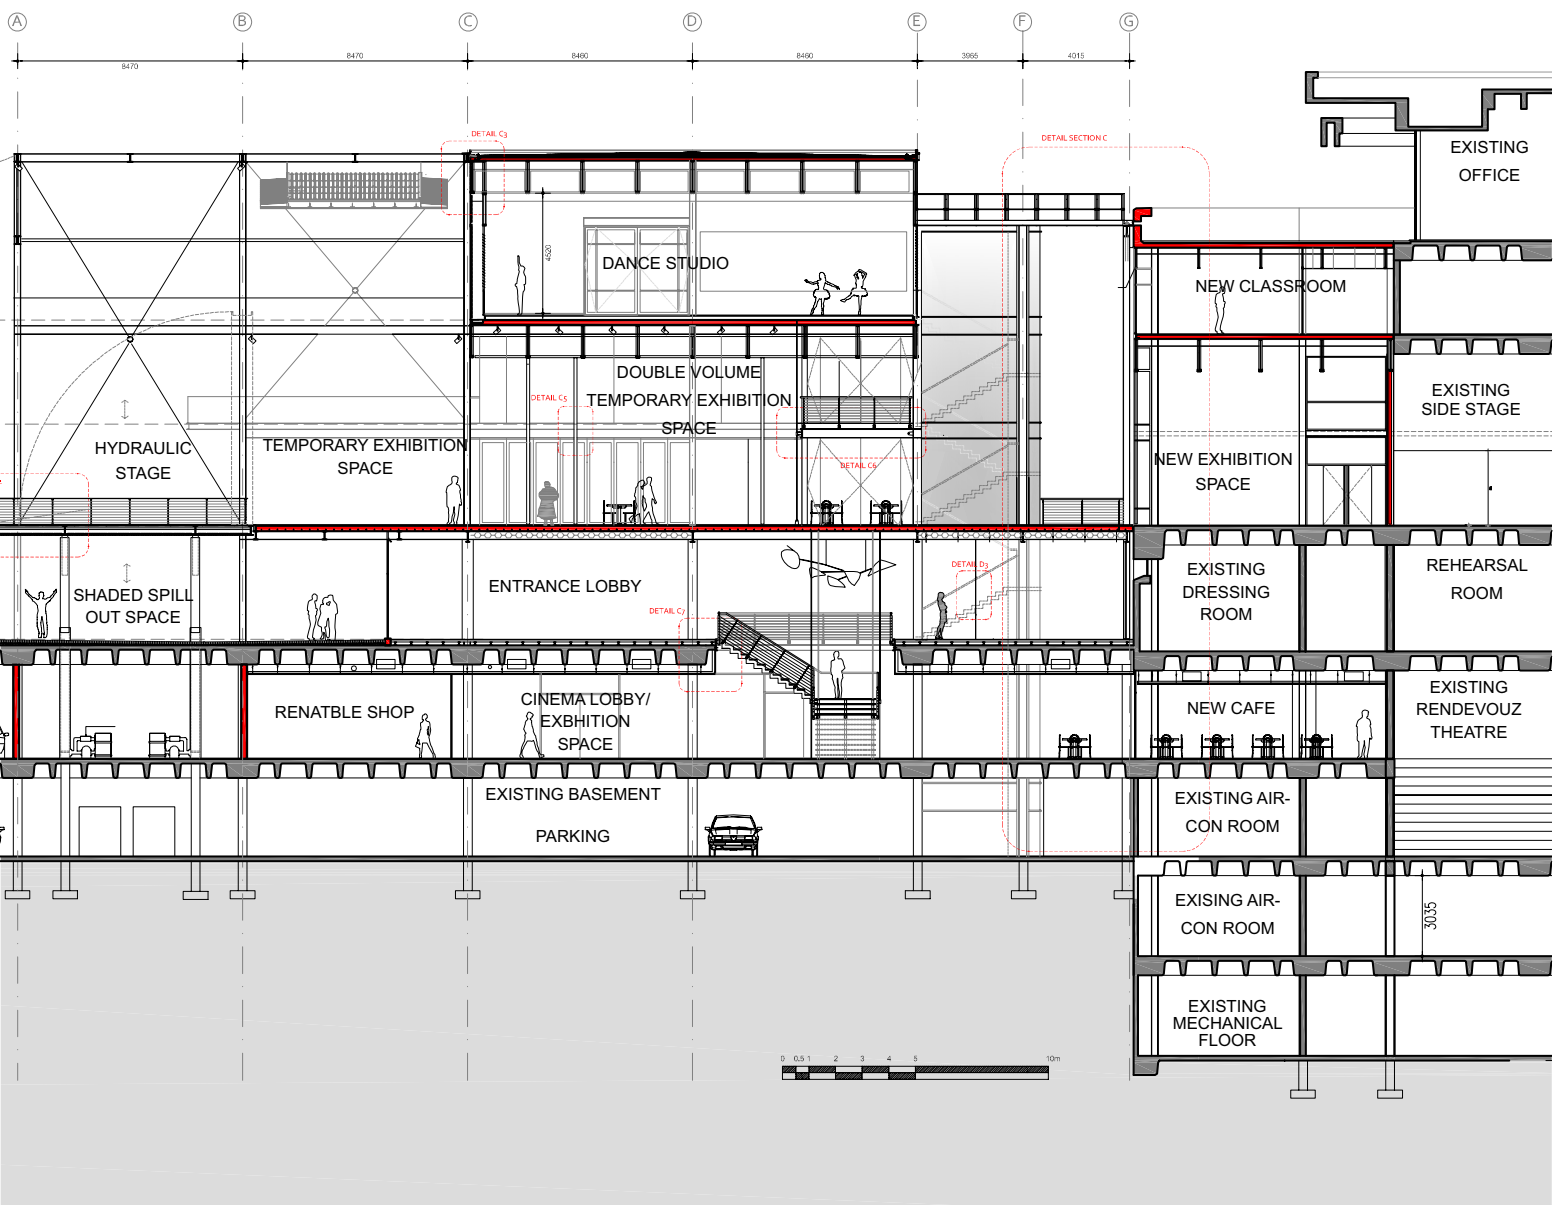 A B C D E F G
8470 8470 8460 8460 3965 4015
DETAIL C3
DETAIL SECTION C
EXISTING
OFFICE
4520
DANCE STUDIO
NEW CLASSROOM
DOUBLE VOLUME
TEMPORARY EXHIBITION
SPACE
DETAIL C5
DETAIL C6
EXISTING
SIDE STAGE
HYDRAULIC
STAGE
TEMPORARY EXHIBITION
SPACE
NEW EXHIBITION
SPACE
SHADED SPILL
OUT SPACE
ENTRANCE LOBBY
DETAIL D3
DETAIL C7
EXISTING
DRESSING
ROOM
REHEARSAL
ROOM
RENATBLE SHOP
CINEMA LOBBY/
EXBHITION
SPACE
NEW CAFE
EXISTING
RENDEVOUZ
THEATRE
EXISTING BASEMENT
PARKING
EXISTING AIR-
CON ROOM
EXISING AIR-
CON ROOM
3035
EXISTING
MECHANICAL
FLOOR
0 0,5 1 2 3 4 5 10m